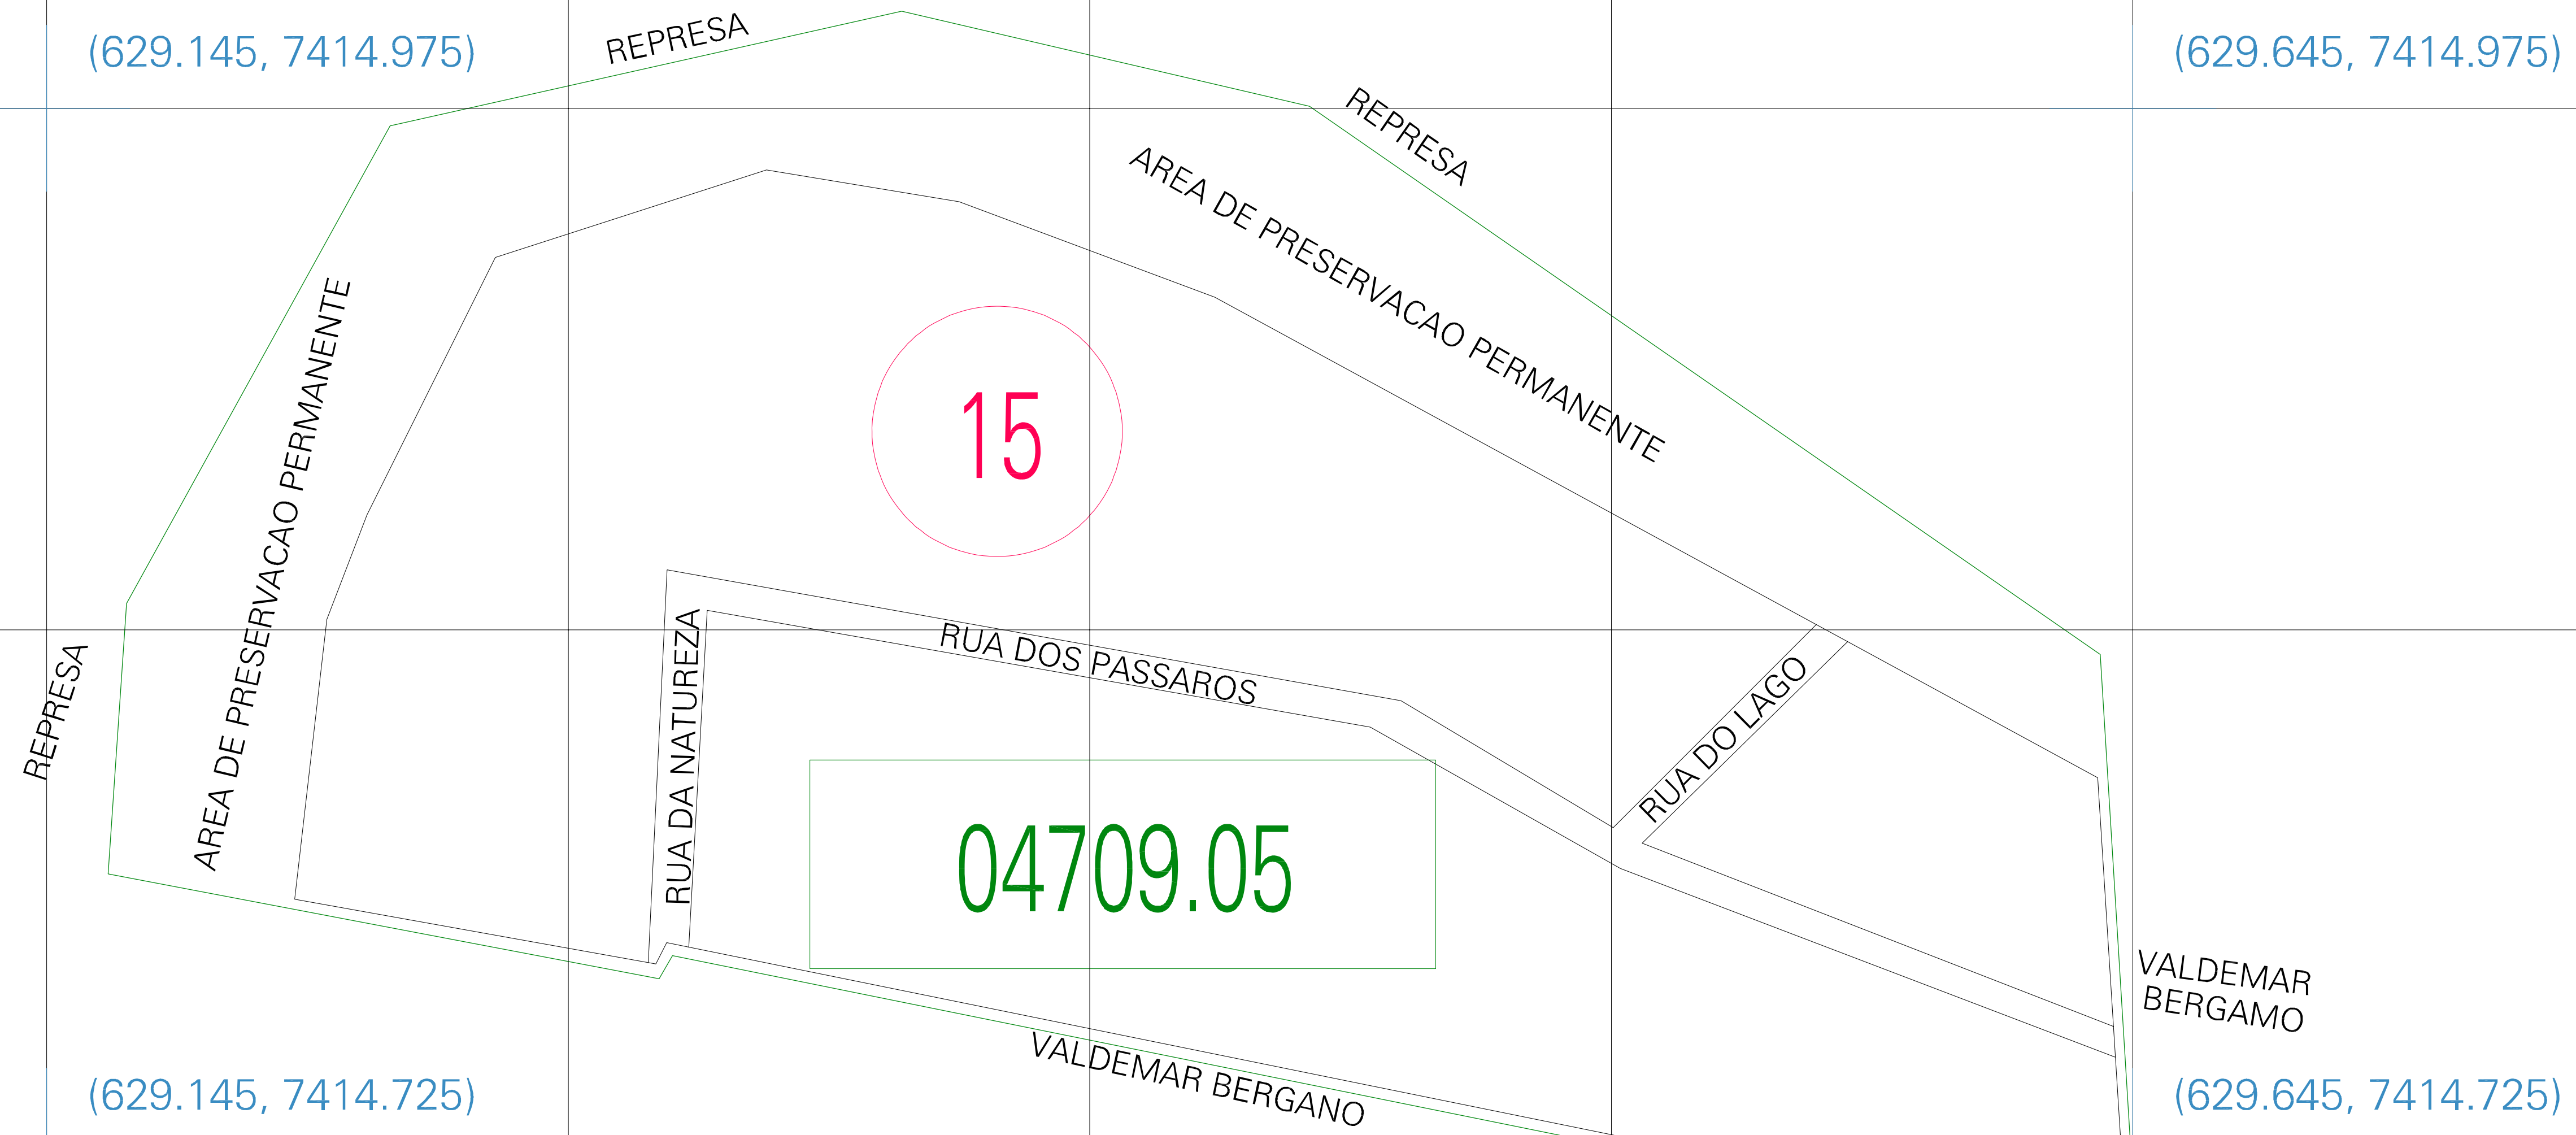 (629.145, 7414.975)
REPRESA
(629.645, 7414.975)
REPRESA
AREA DE PRESERVACAO PERMANENTE
AREA DE PRESERVACAO PERMANENTE
15
REPRESA
RUA DA NATUREZA
RUA DOS PASSAROS
RUA DO LAGO
04709.05
VALDEMAR
BERGAMO
VALDEMAR BERGANO
(629.145, 7414.725)
(629.645, 7414.725)